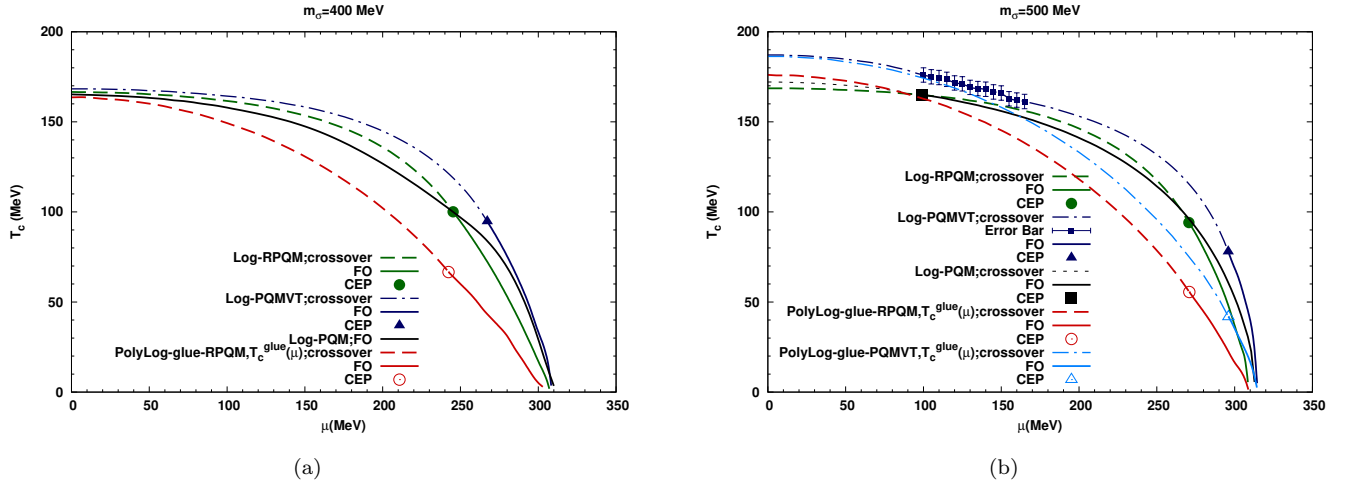 m_σ=400 MeV
T_c (MeV)
200
150
100
50
0
Log-RPQM;crossover
FO
CEP
Log-PQMVT;crossover
FO
CEP
Log-PQM;FO
PolyLog-glue-RPQM,T_c^glue(μ);crossover
FO
CEP
0 50 100 150 200 250 300 350
μ(MeV)
(a)
m_σ=500 MeV
T_c (MeV)
200
150
100
50
0
Log-RPQM;crossover
FO
CEP
Log-PQMVT;crossover
Error Bar
FO
CEP
Log-PQM;crossover
FO
CEP
PolyLog-glue-RPQM,T_c^glue(μ);crossover
FO
CEP
PolyLog-glue-PQMVT,T_c^glue(μ);crossover
FO
CEP
0 50 100 150 200 250 300 350
μ(MeV)
(b)